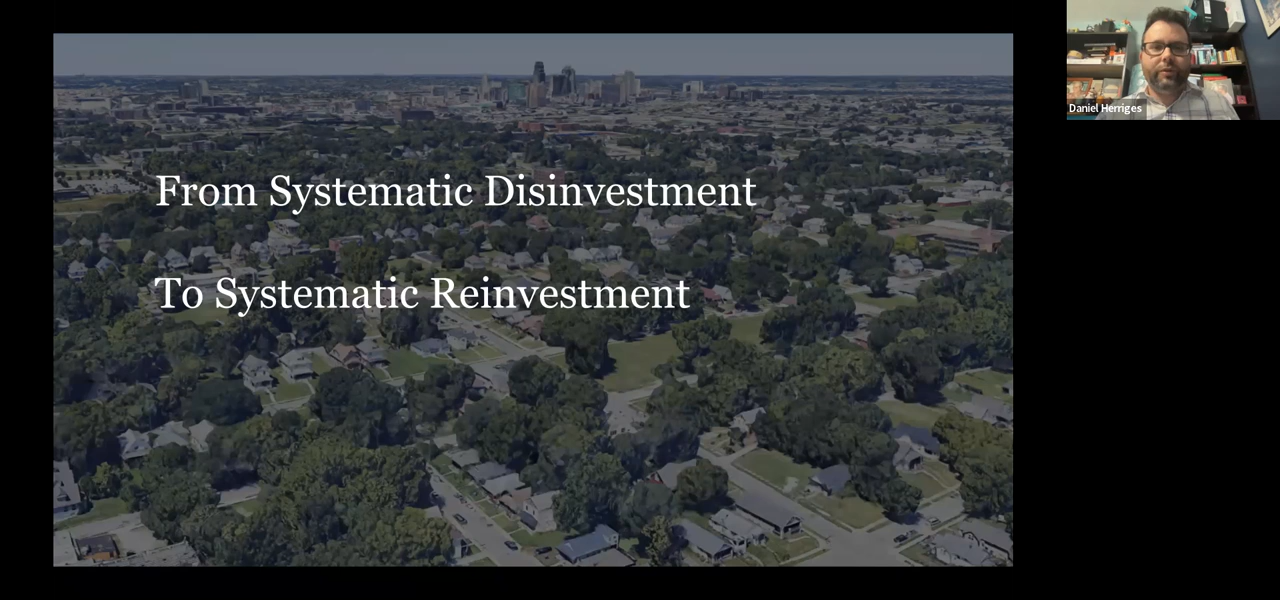 From Systematic Disinvestment
To Systematic Reinvestment
Daniel Herriges